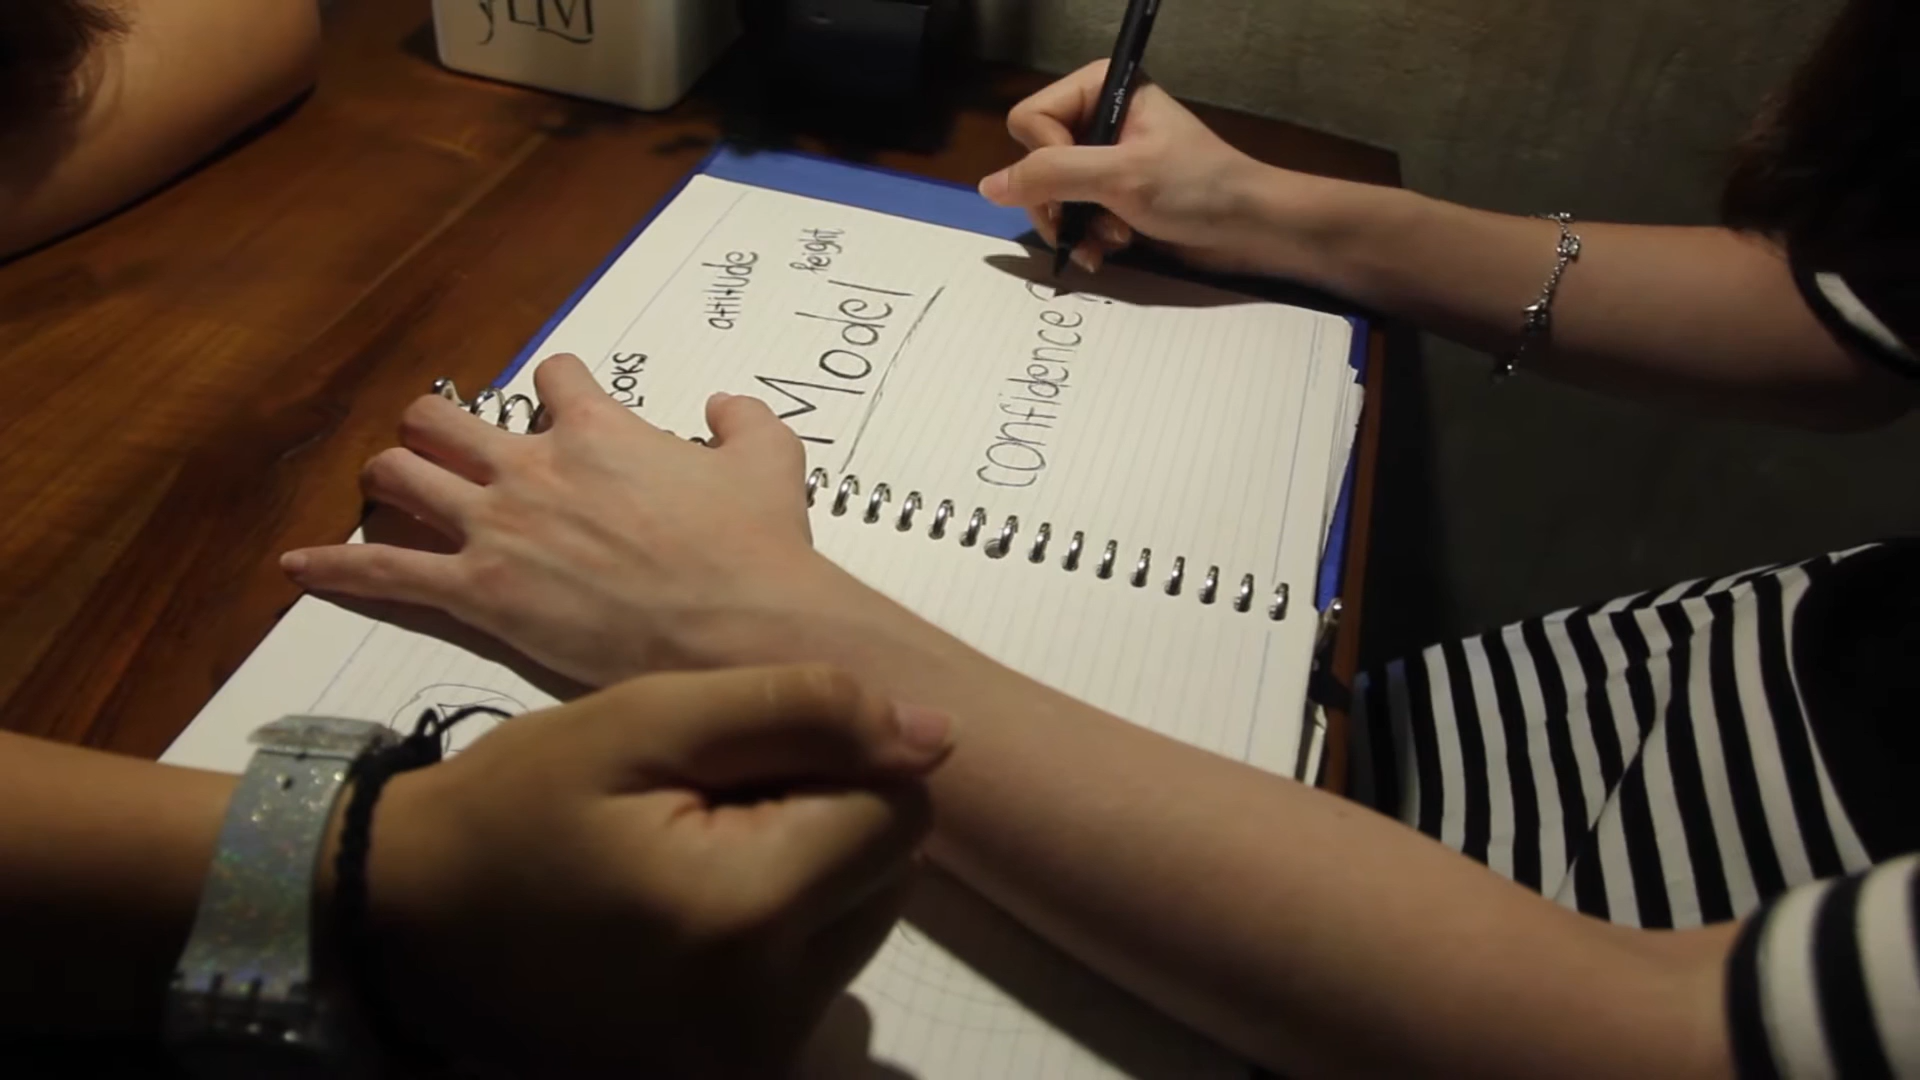 Looks
attitude
height
Model
confidence?